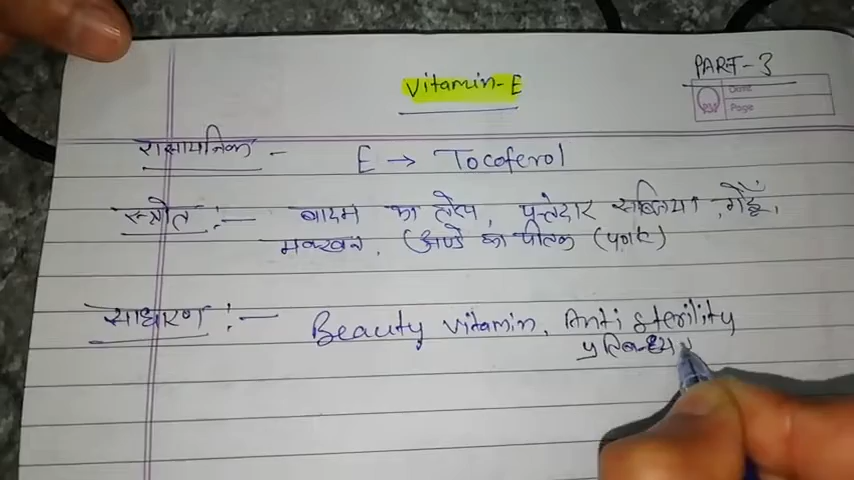 PART-3
Vitamin-E
Date
Page
रासायनिक - E → Tocoferol
स्त्रोत :- बादाम का तेल, पत्तेदार सब्जिया, गेहूँ,
मक्खन, (अण्डे का पीतक (
साधारण :- Beauty vitamin, Anti sterility